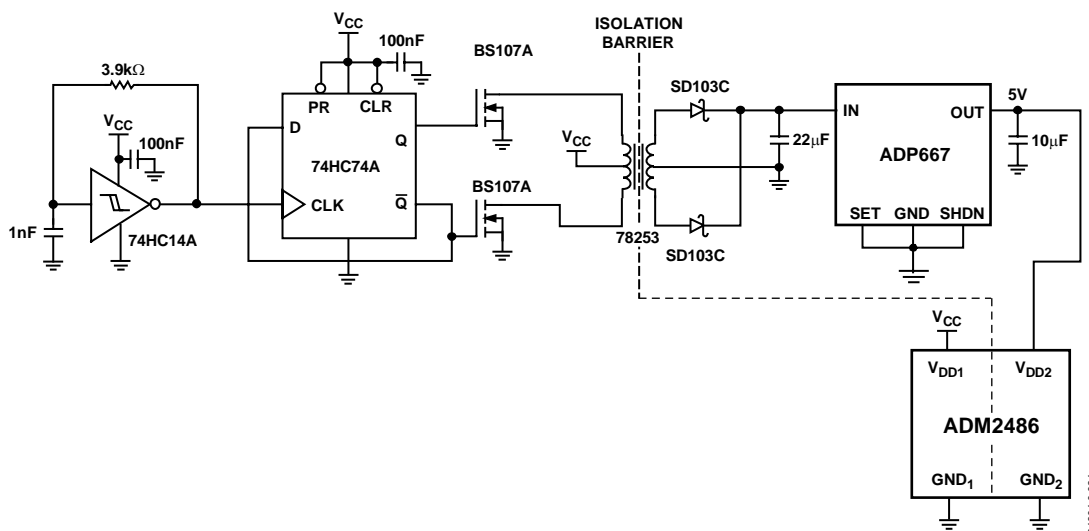 VCC
100nF
BS107A
ISOLATION
BARRIER
3.9kΩ
SD103C
5V
PR
CLR
IN
OUT
D
Q
VCC
100nF
VCC
22µF
ADP667
10µF
74HC74A
BS107A
Q
CLK
SET
GND
SHDN
1nF
74HC14A
78253
SD103C
VCC
VDD1
VDD2
ADM2486
GND1
GND2